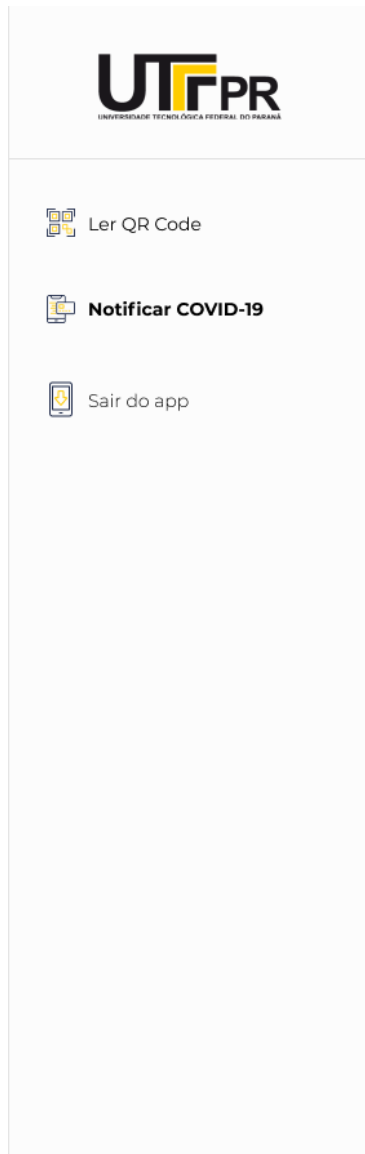 UTFPR
UNIVERSIDADE TECNOLÓGICA FEDERAL DO PARANÁ
Ler QR Code
Notificar COVID-19
Sair do app